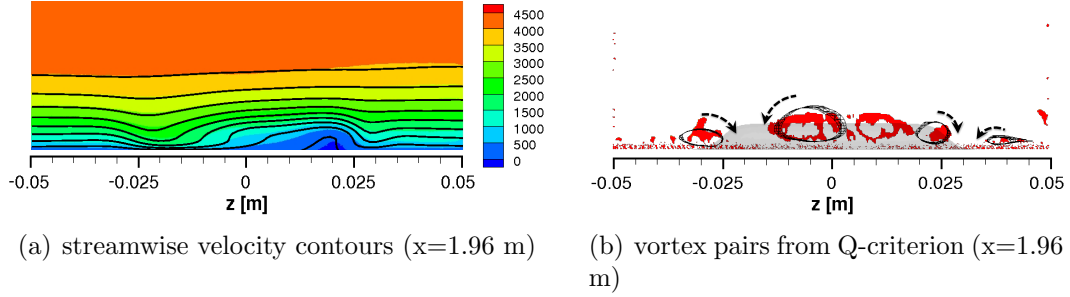 4500
4000
3500
3000
2500
2000
1500
1000
500
0
-0.05 -0.025 0 0.025 0.05
z [m]
-0.05 -0.025 0 0.025 0.05
z [m]
(a) streamwise velocity contours (x=1.96 m)
(b) vortex pairs from Q-criterion (x=1.96
m)